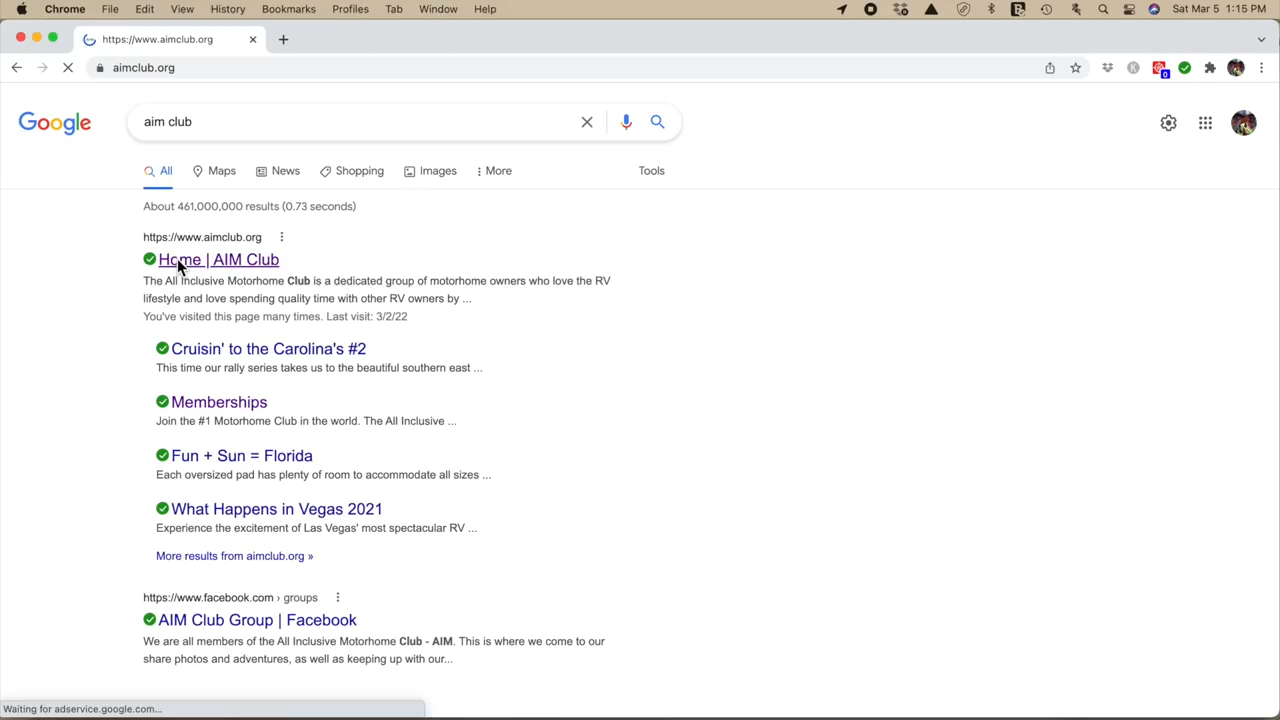 Chrome File Edit View History Bookmarks Profiles Tab Window Help Sat Mar 5 1:15 PM
https://www.aimclub.org
aimclub.org
0
Google
aim club
All Maps News Shopping Images More Tools
About 461,000,000 results (0.73 seconds)
https://www.aimclub.org
Home | AIM Club
The All Inclusive Motorhome Club is a dedicated group of motorhome owners who love the RV
lifestyle and love spending quality time with other RV owners by ...
You've visited this page many times. Last visit: 3/2/22
Cruisin' to the Carolina's #2
This time our rally series takes us to the beautiful southern east ...
Memberships
Join the #1 Motorhome Club in the world. The All Inclusive ...
Fun + Sun = Florida
Each oversized pad has plenty of room to accommodate all sizes ...
What Happens in Vegas 2021
Experience the excitement of Las Vegas' most spectacular RV ...
More results from aimclub.org »
https://www.facebook.com › groups
AIM Club Group | Facebook
We are all members of the All Inclusive Motorhome Club - AIM. This is where we come to our
share photos and adventures, as well as keeping up with our...
Waiting for adservice.google.com...